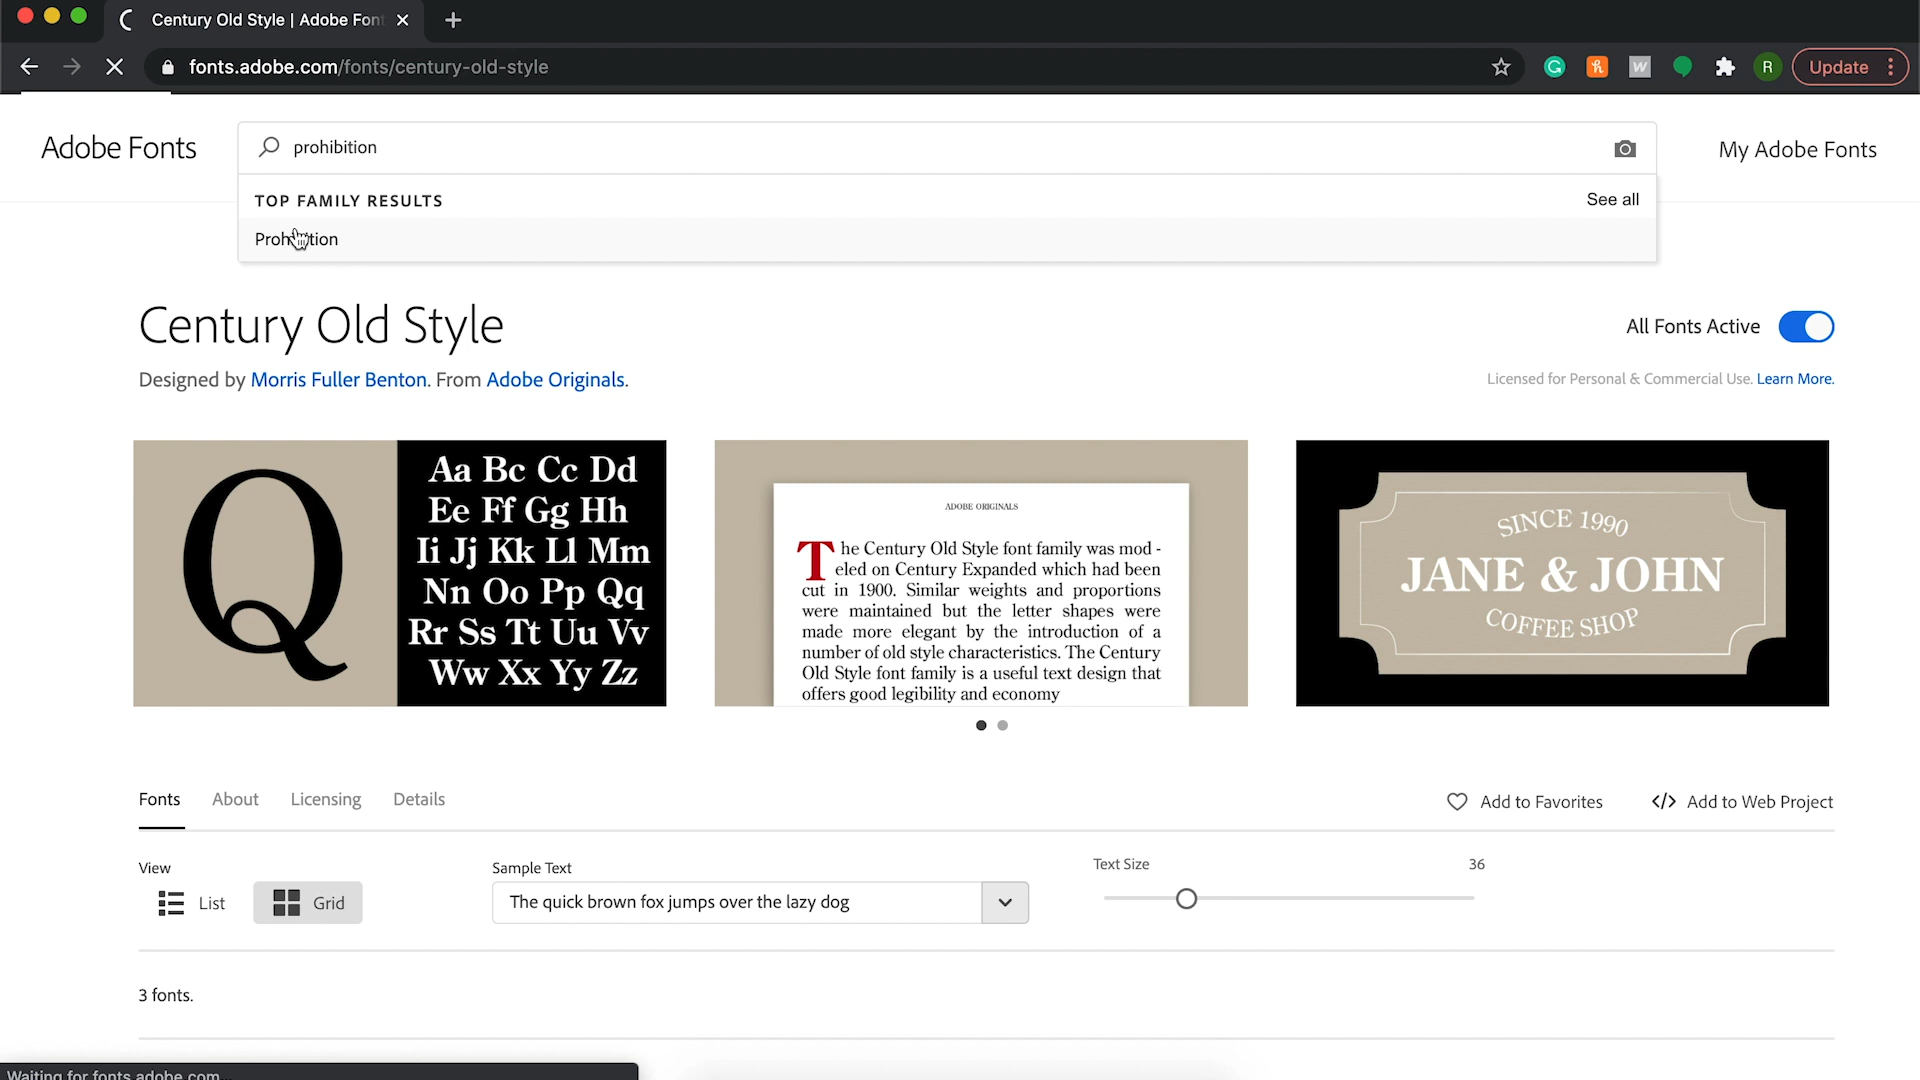 Century Old Style | Adobe Font
fonts.adobe.com/fonts/century-old-style
R
Update
Adobe Fonts
prohibition
My Adobe Fonts
TOP FAMILY RESULTS
See all
Prohibition
Century Old Style
All Fonts Active
Designed by Morris Fuller Benton. From Adobe Originals.
Licensed for Personal & Commercial Use. Learn More.
Q
Aa Bc Cc Dd
Ee Ff Gg Hh
Ii Jj Kk Ll Mm
Nn Oo Pp Qq
Rr Ss Tt Uu Vv
Ww Xx Yy Zz
ADOBE ORIGINALS
The Century Old Style font family was mod -
eled on Century Expanded which had been
cut in 1900. Similar weights and proportions
were maintained but the letter shapes were
made more elegant by the introduction of a
number of old style characteristics. The Century
Old Style font family is a useful text design that
offers good legibility and economy
SINCE 1990
JANE & JOHN
COFFEE SHOP
Fonts
About
Licensing
Details
Add to Favorites
</> Add to Web Project
View
List
Grid
Sample Text
The quick brown fox jumps over the lazy dog
Text Size
36
3 fonts.
Waiting for fonts.adobe.com...